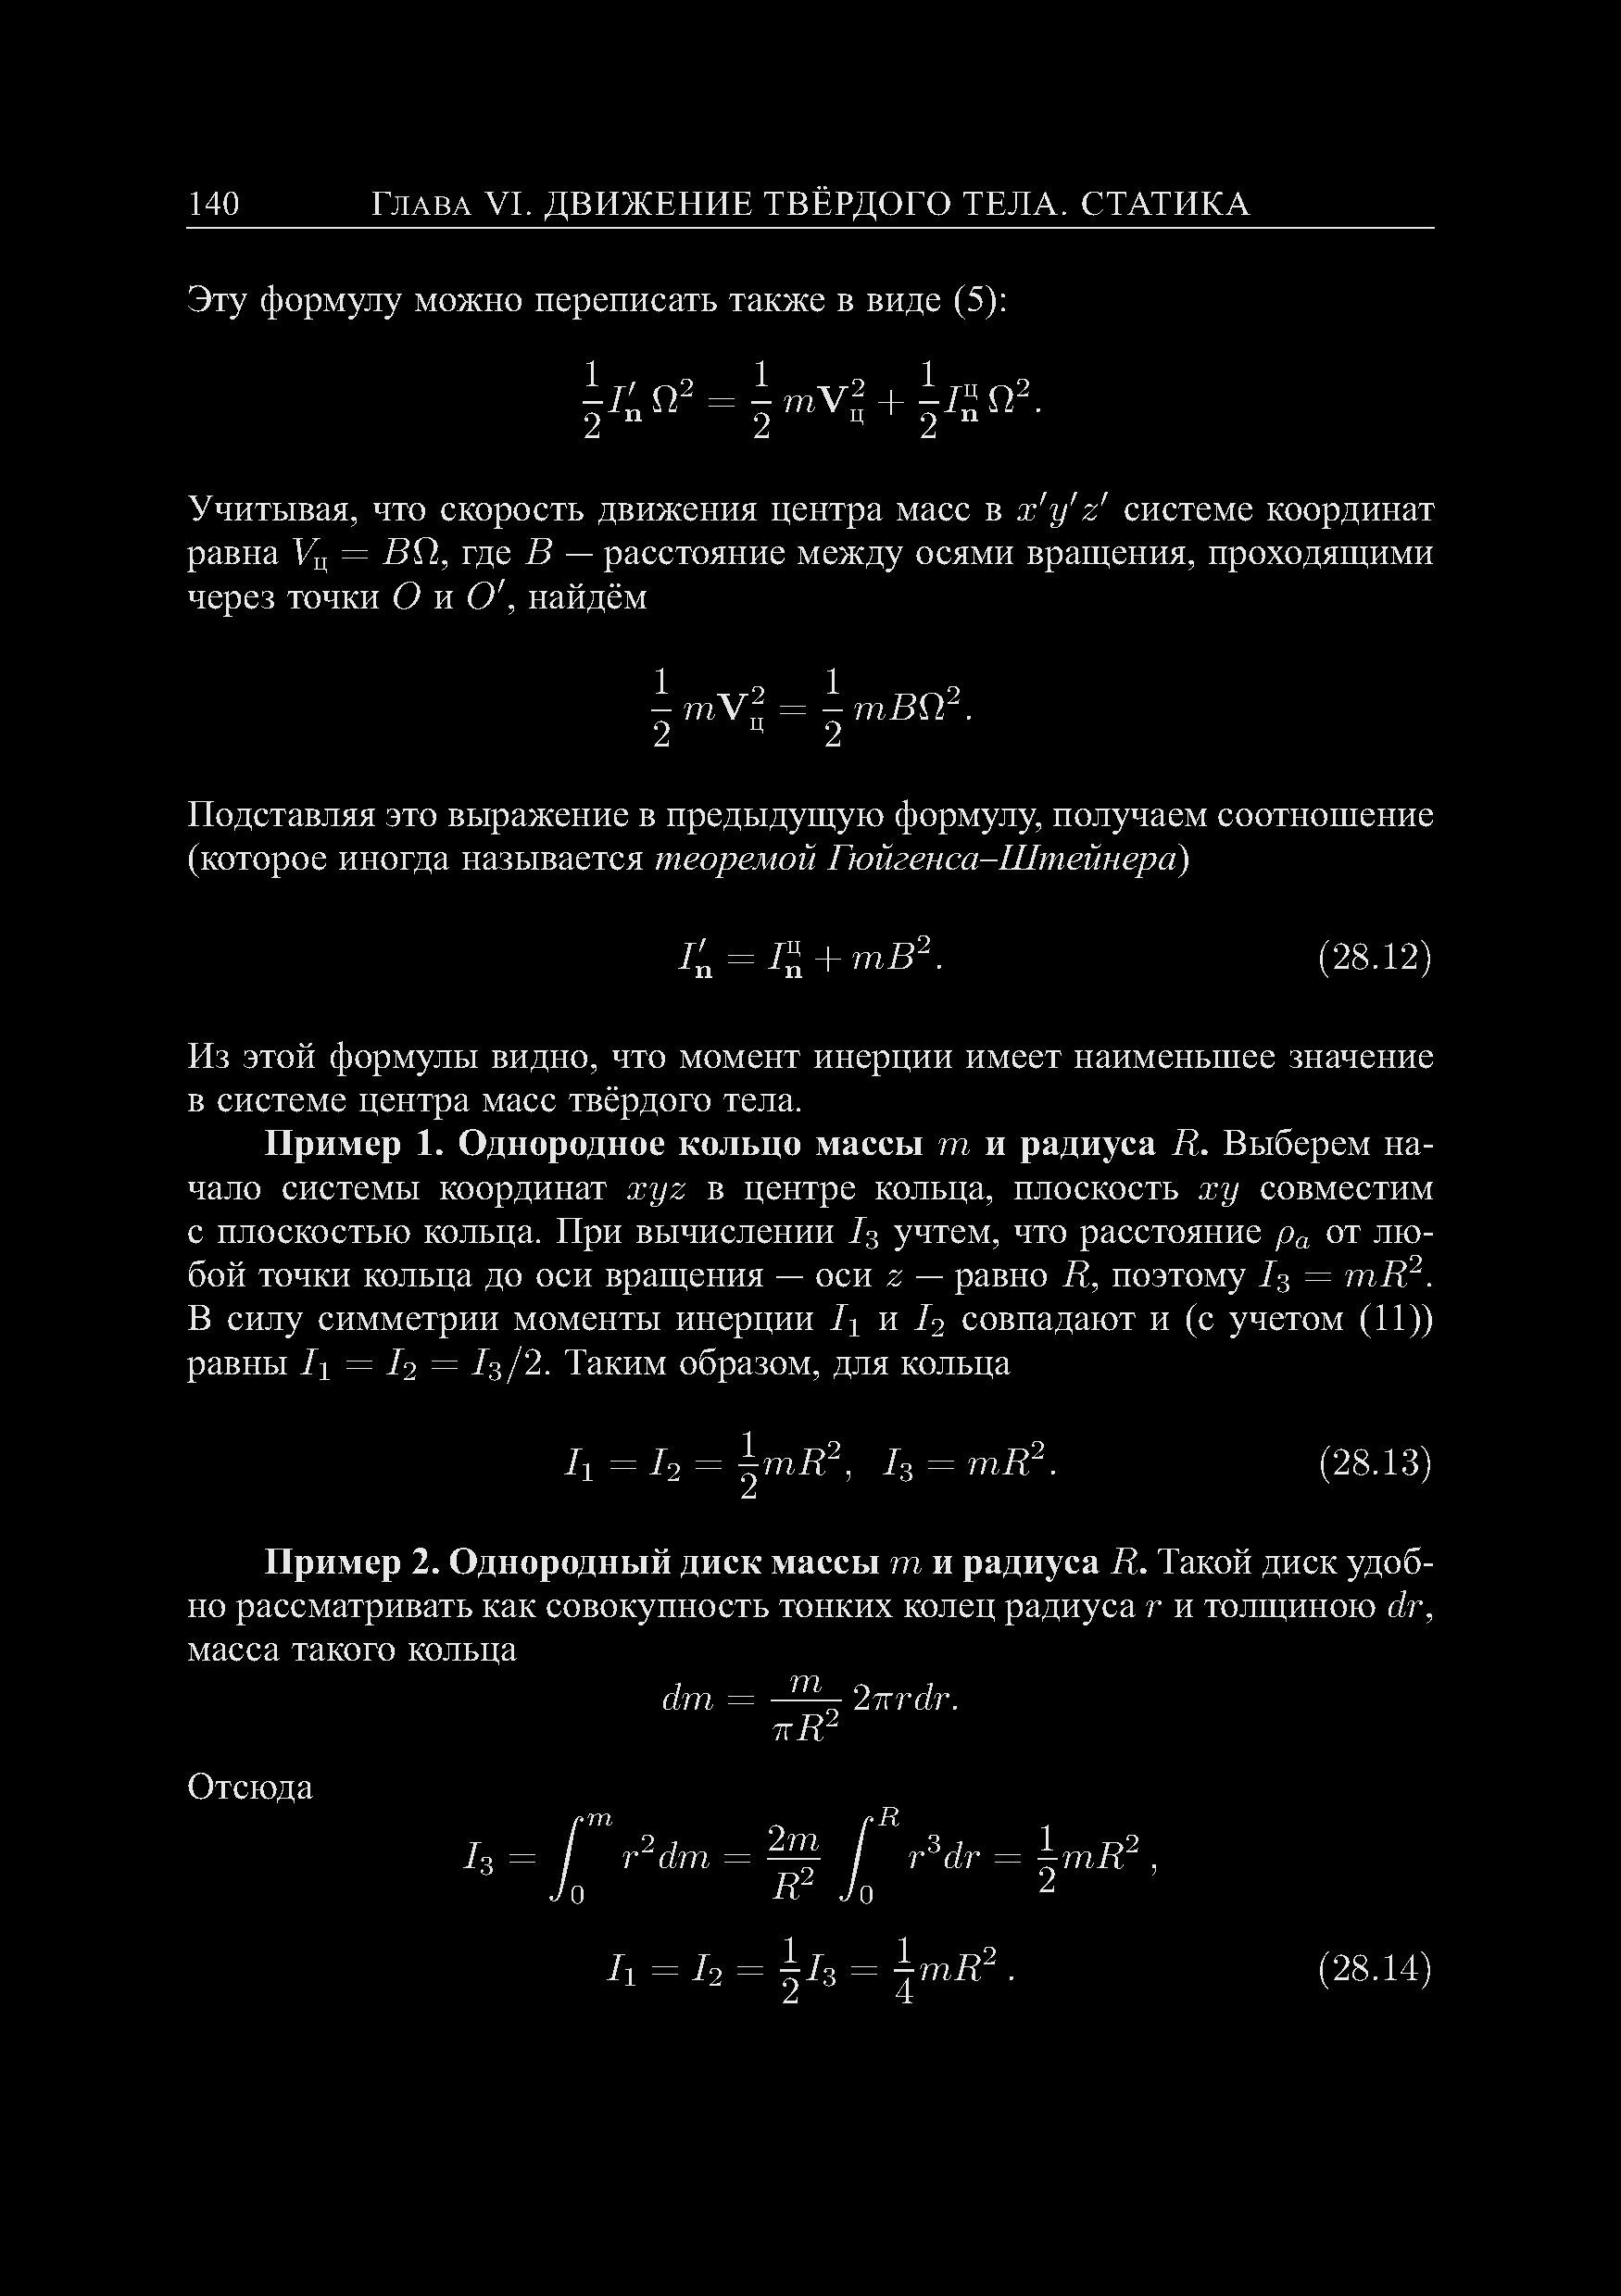 140 Глава VI. ДВИЖЕНИЕ ТВЁРДОГО ТЕЛА. СТАТИКА
Эту формулу можно переписать также в виде (5):
$\frac{1}{2} I'_{\mathbf{n}} \Omega^2 = \frac{1}{2} m \mathbf{V}_{ц}^2 + \frac{1}{2} I_{\mathbf{n}}^{ц} \Omega^2.$
Учитывая, что скорость движения центра масс в $x'y'z'$ системе координат
равна $V_{ц} = B\Omega$, где $B$ — расстояние между осями вращения, проходящими
через точки $O$ и $O'$, найдём
$\frac{1}{2} m \mathbf{V}_{ц}^2 = \frac{1}{2} m B \Omega^2.$
Подставляя это выражение в предыдущую формулу, получаем соотношение
(которое иногда называется теоремой Гюйгенса–Штейнера)
$I'_{\mathbf{n}} = I_{\mathbf{n}}^{ц} + m B^2.$ (28.12)
Из этой формулы видно, что момент инерции имеет наименьшее значение
в системе центра масс твёрдого тела.
Пример 1. Однородное кольцо массы $m$ и радиуса $R$. Выберем на-
чало системы координат $xyz$ в центре кольца, плоскость $xy$ совместим
с плоскостью кольца. При вычислении $I_3$ учтем, что расстояние $\rho_a$ от лю-
бой точки кольца до оси вращения — оси $z$ — равно $R$, поэтому $I_3 = mR^2$.
В силу симметрии моменты инерции $I_1$ и $I_2$ совпадают и (с учетом (11))
равны $I_1 = I_2 = I_3/2$. Таким образом, для кольца
$I_1 = I_2 = \frac{1}{2} mR^2, \; I_3 = mR^2.$ (28.13)
Пример 2. Однородный диск массы $m$ и радиуса $R$. Такой диск удоб-
но рассматривать как совокупность тонких колец радиуса $r$ и толщиною $dr$,
масса такого кольца
$dm = \frac{m}{\pi R^2} 2\pi r dr.$
Отсюда
$I_3 = \int_0^m r^2 dm = \frac{2m}{R^2} \int_0^R r^3 dr = \frac{1}{2} mR^2 ,$
$I_1 = I_2 = \frac{1}{2} I_3 = \frac{1}{4} mR^2 .$ (28.14)